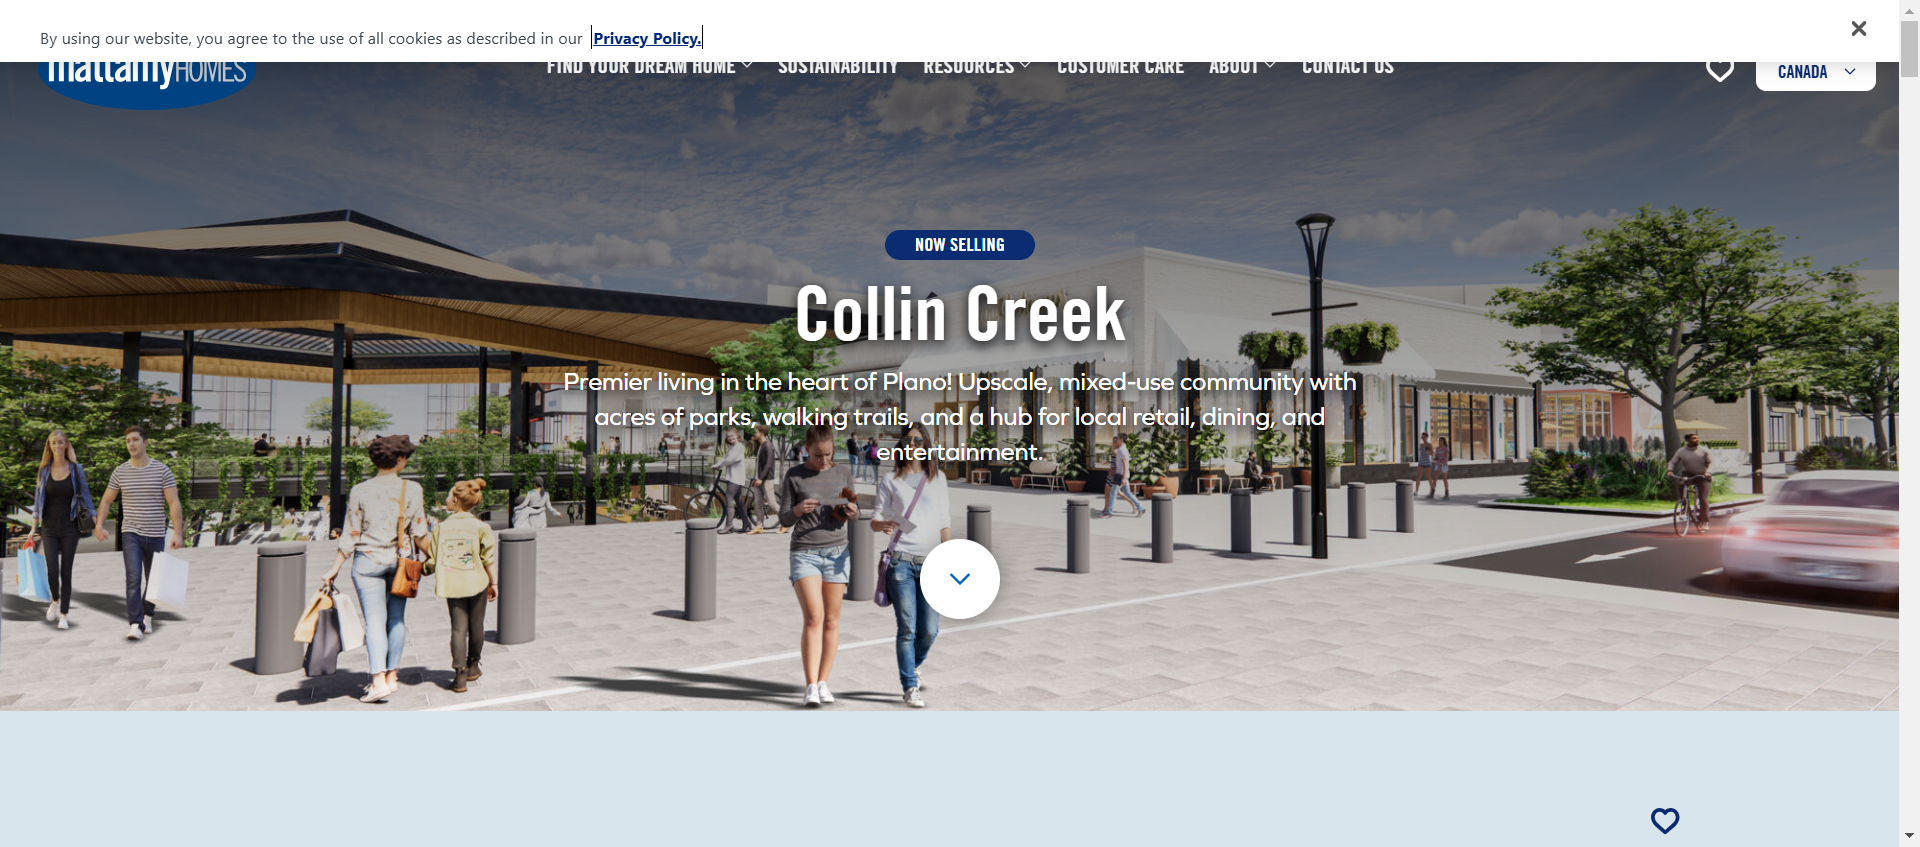 By using our website, you agree to the use of all cookies as described in our Privacy Policy.
mattamyHOMES
FIND YOUR DREAM HOME SUSTAINABILITY RESOURCES CUSTOMER CARE ABOUT CONTACT US
CANADA
NOW SELLING
Collin Creek
Premier living in the heart of Plano! Upscale, mixed-use community with
acres of parks, walking trails, and a hub for local retail, dining, and
entertainment.